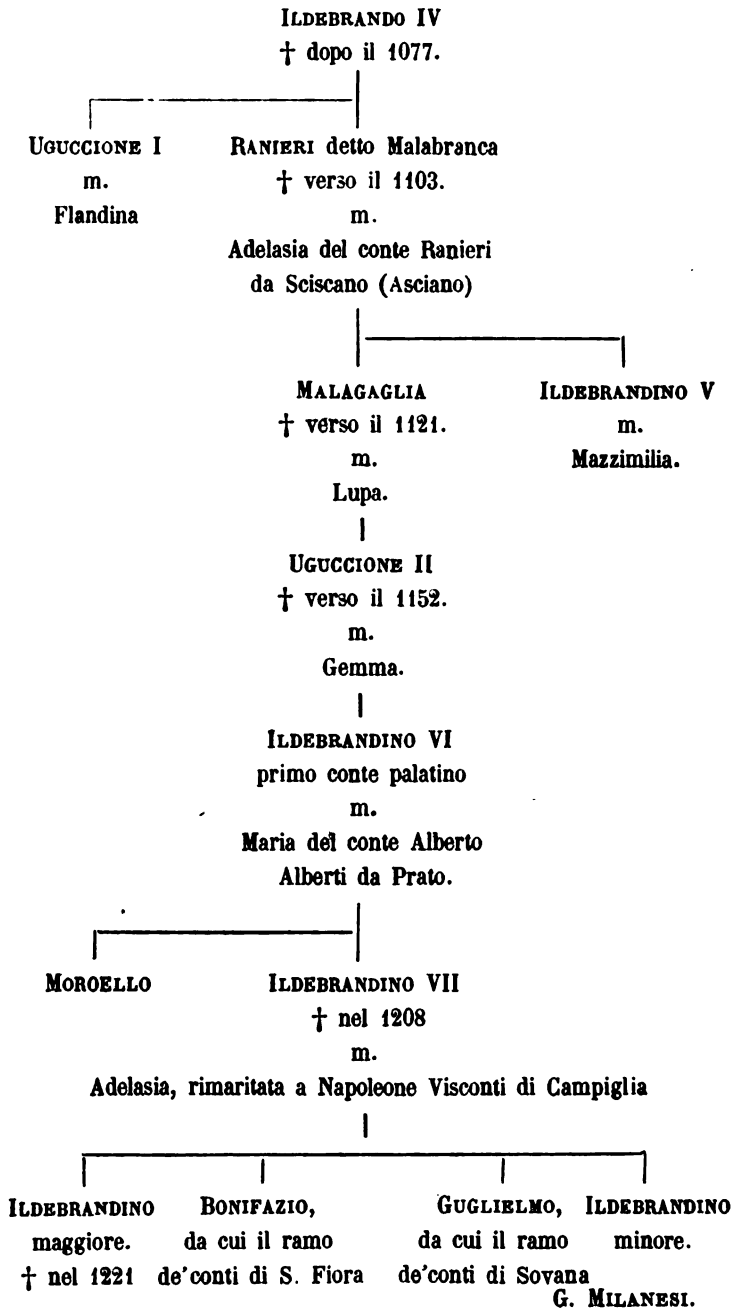 ILDEBRANDO IV
† dopo il 1077.
UGUCCIONE I
m.
Flandina
RANIERI detto Malabranca
† verso il 1103.
m.
Adelasia del conte Ranieri
da Sciscano (Asciano)
MALAGAGLIA
† verso il 1121.
m.
Lupa.
ILDEBRANDINO V
m.
Mazzimilia.
UGUCCIONE II
† verso il 1152.
m.
Gemma.
ILDEBRANDINO VI
primo conte palatino
m.
Maria del conte Alberto
Alberti da Prato.
MOROELLO
ILDEBRANDINO VII
† nel 1208
m.
Adelasia, rimaritata a Napoleone Visconti di Campiglia
ILDEBRANDINO
maggiore.
† nel 1221
BONIFAZIO,
da cui il ramo
de'conti di S. Fiora
GUGLIELMO,
da cui il ramo
de'conti di Sovana
ILDEBRANDINO
minore.
G. MILANESI.